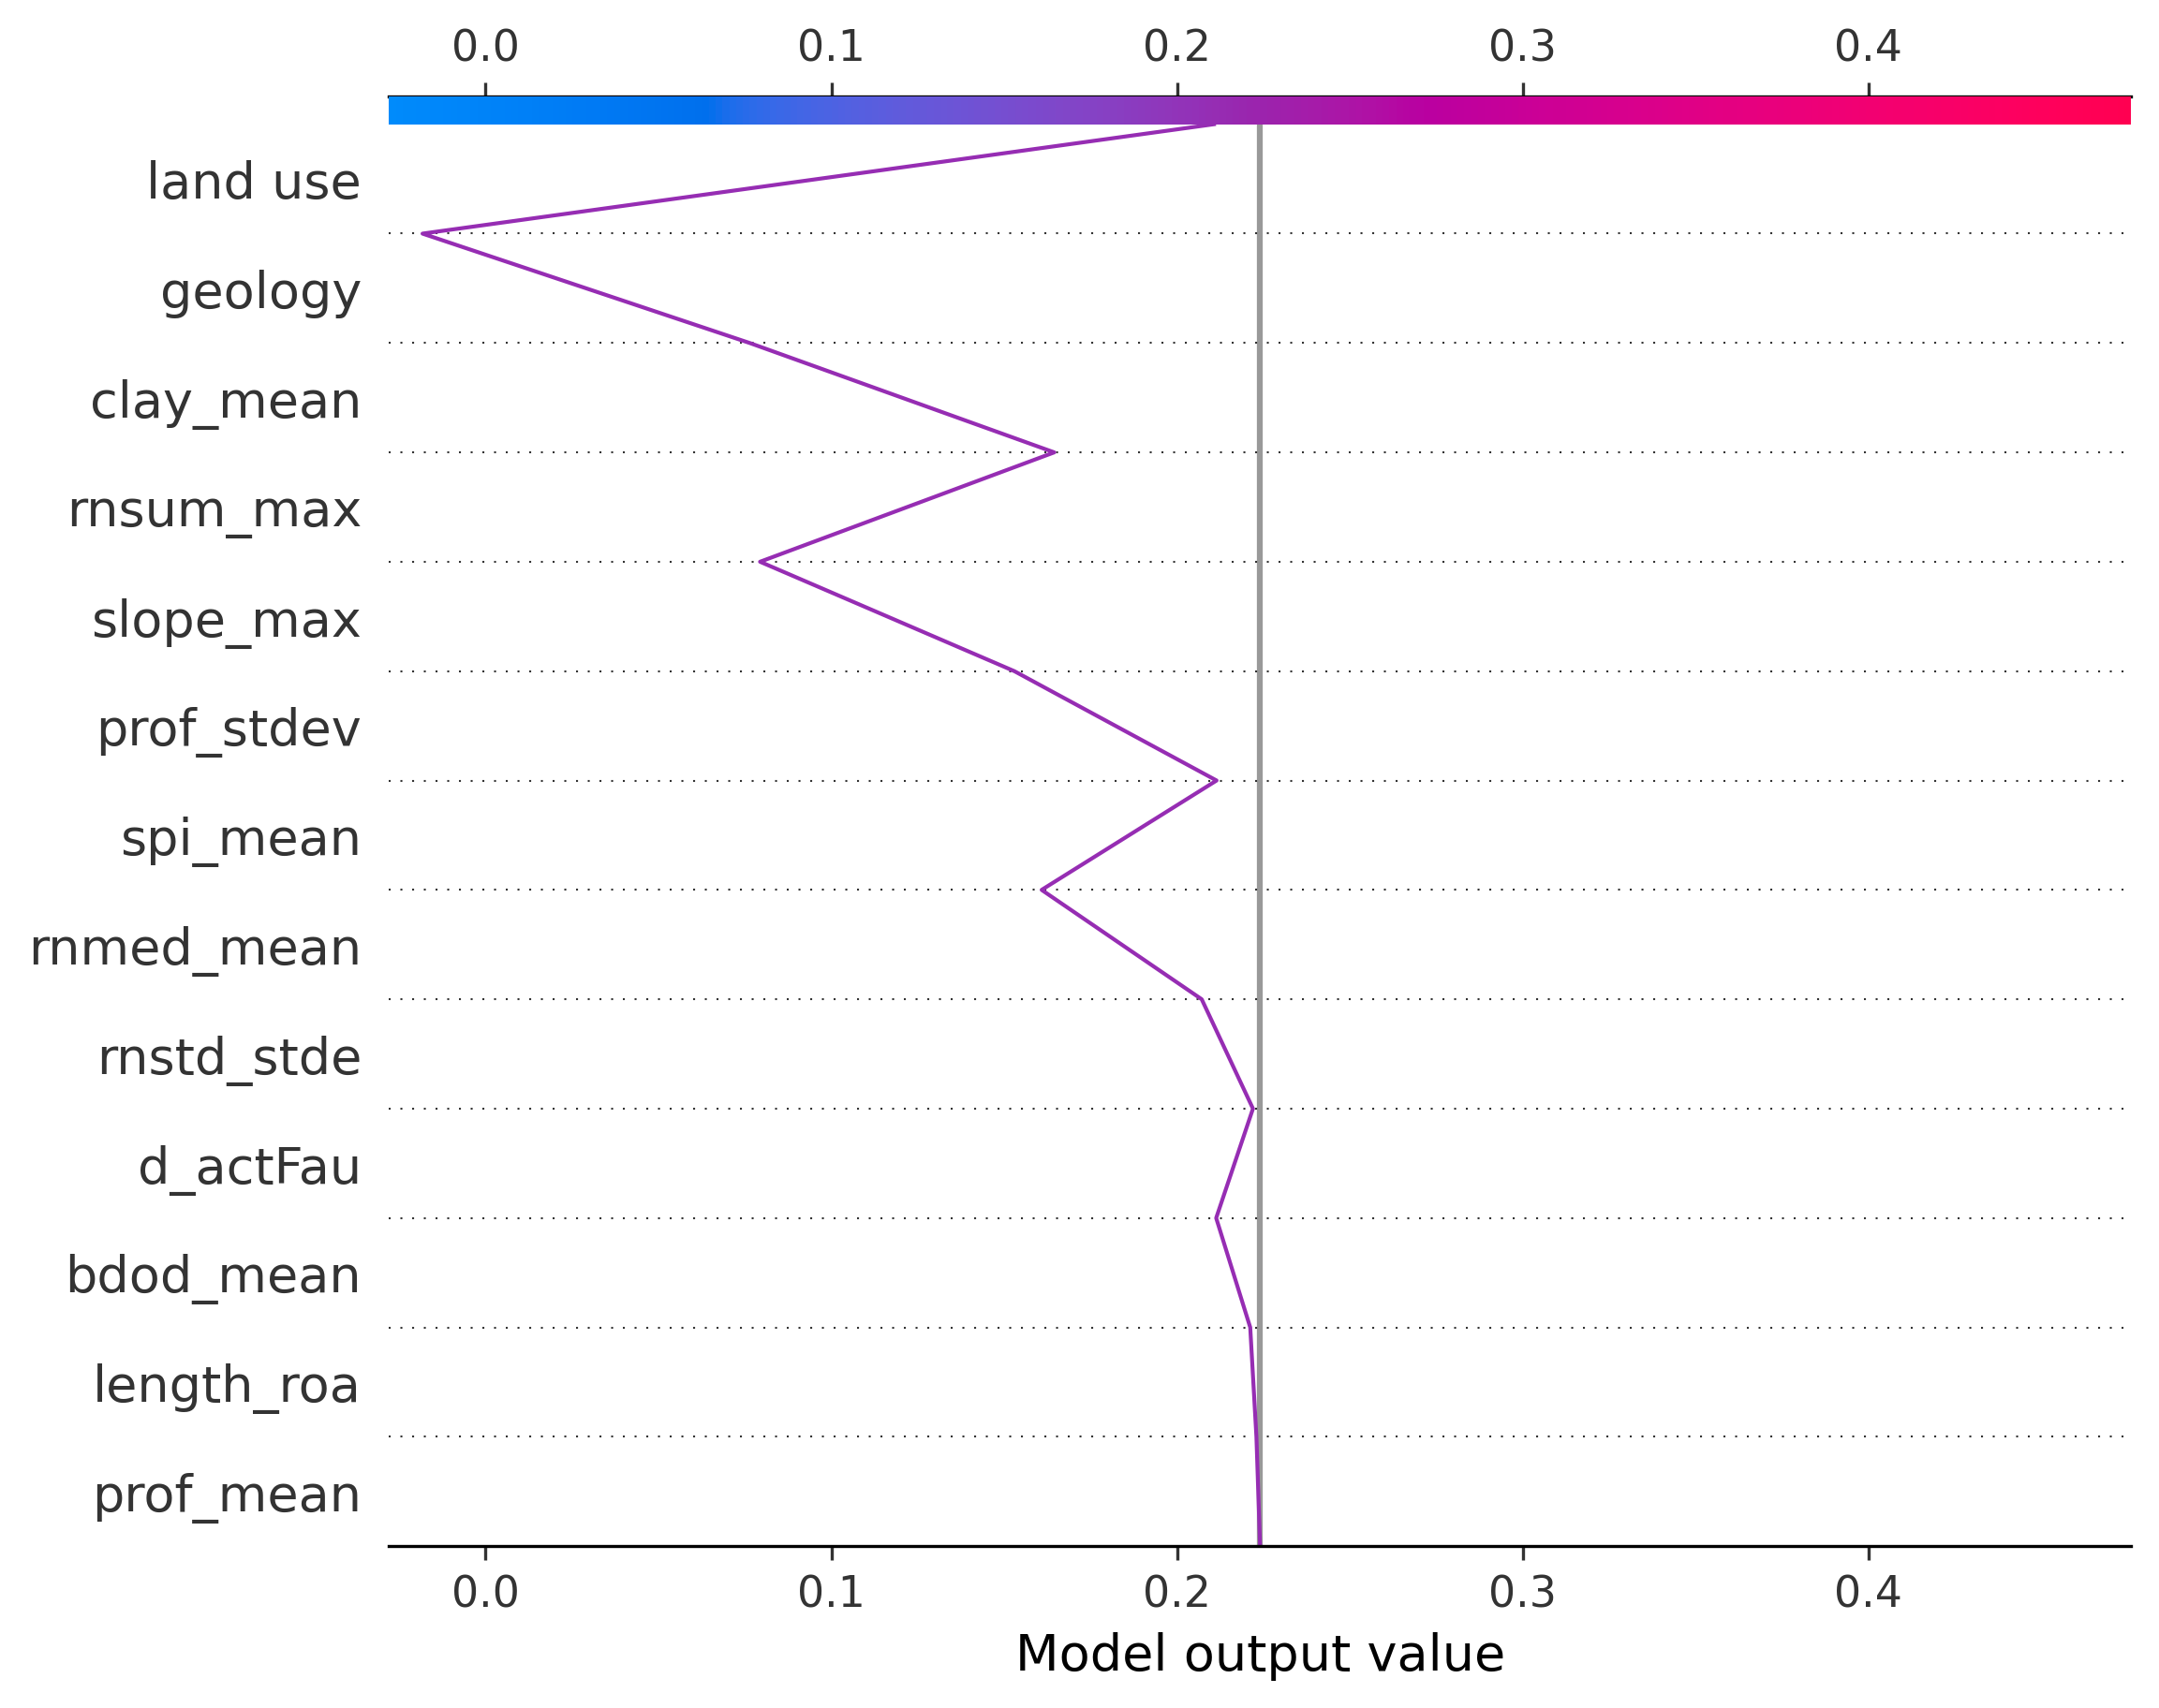 0.0 0.1 0.2 0.3 0.4
land use
geology
clay_mean
rnsum_max
slope_max
prof_stdev
spi_mean
rnmed_mean
rnstd_stde
d_actFau
bdod_mean
length_roa
prof_mean
0.0 0.1 0.2 0.3 0.4
Model output value